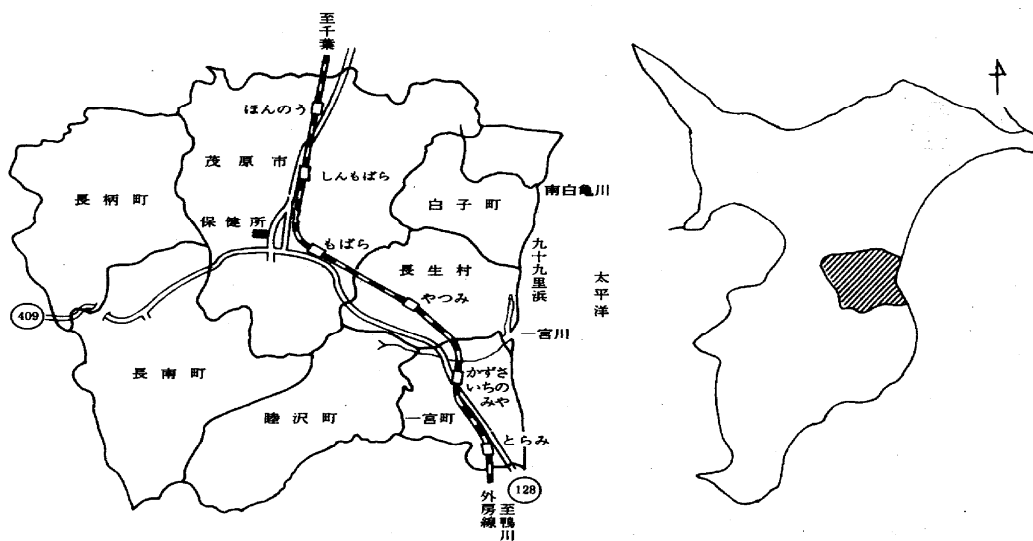 至千葉
ほんのう
茂原市
しんもばら
長柄町
南白亀川
白子町
保健所
もばら
九十九里浜
長生村
太平洋
やつみ
409
一宮川
長南町
かずさ
いちの
みや
睦沢町
一宮町
とらみ
128
外房線
至鴨川